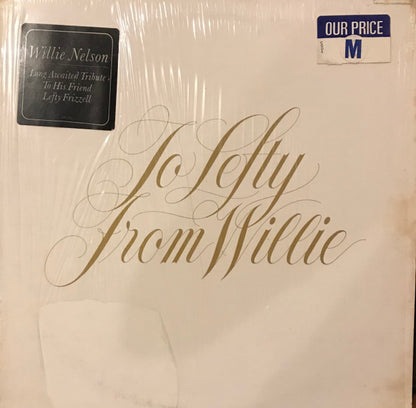 Willie Nelson
Long Awaited Tribute
To His Friend
Lefty Frizzell
OUR PRICE
M
To Lefty
From Willie